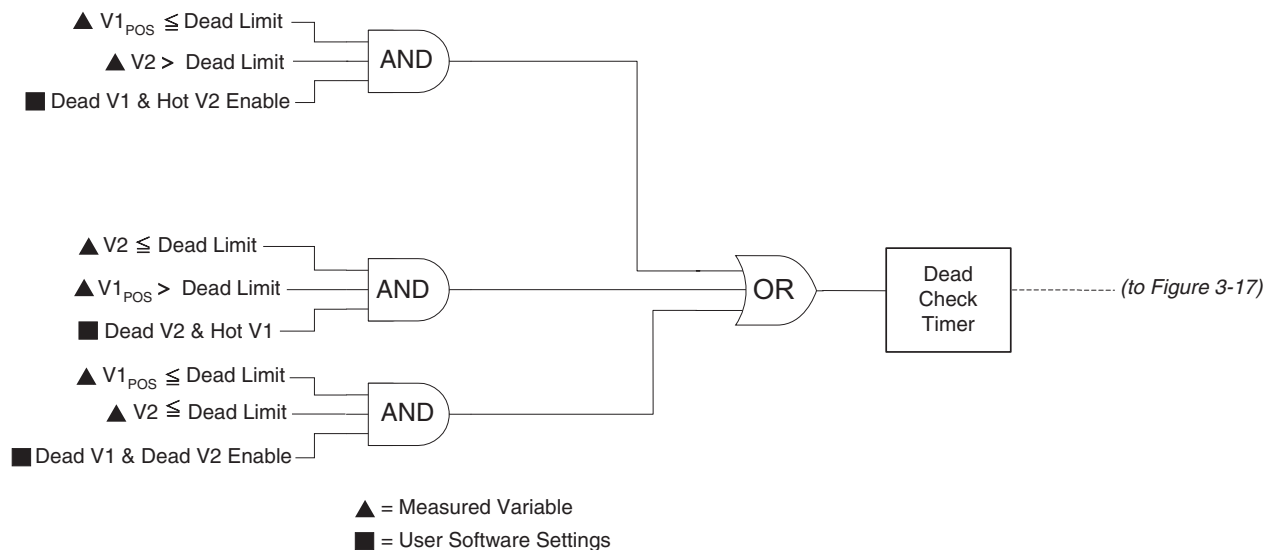 ▲ V1POS ≦ Dead Limit
▲ V2 > Dead Limit
■ Dead V1 & Hot V2 Enable
AND
▲ V2 ≦ Dead Limit
▲ V1POS > Dead Limit
■ Dead V2 & Hot V1
AND
▲ V1POS ≦ Dead Limit
▲ V2 ≦ Dead Limit
■ Dead V1 & Dead V2 Enable
AND
OR
Dead
Check
Timer
(to Figure 3-17)
▲ = Measured Variable
■ = User Software Settings